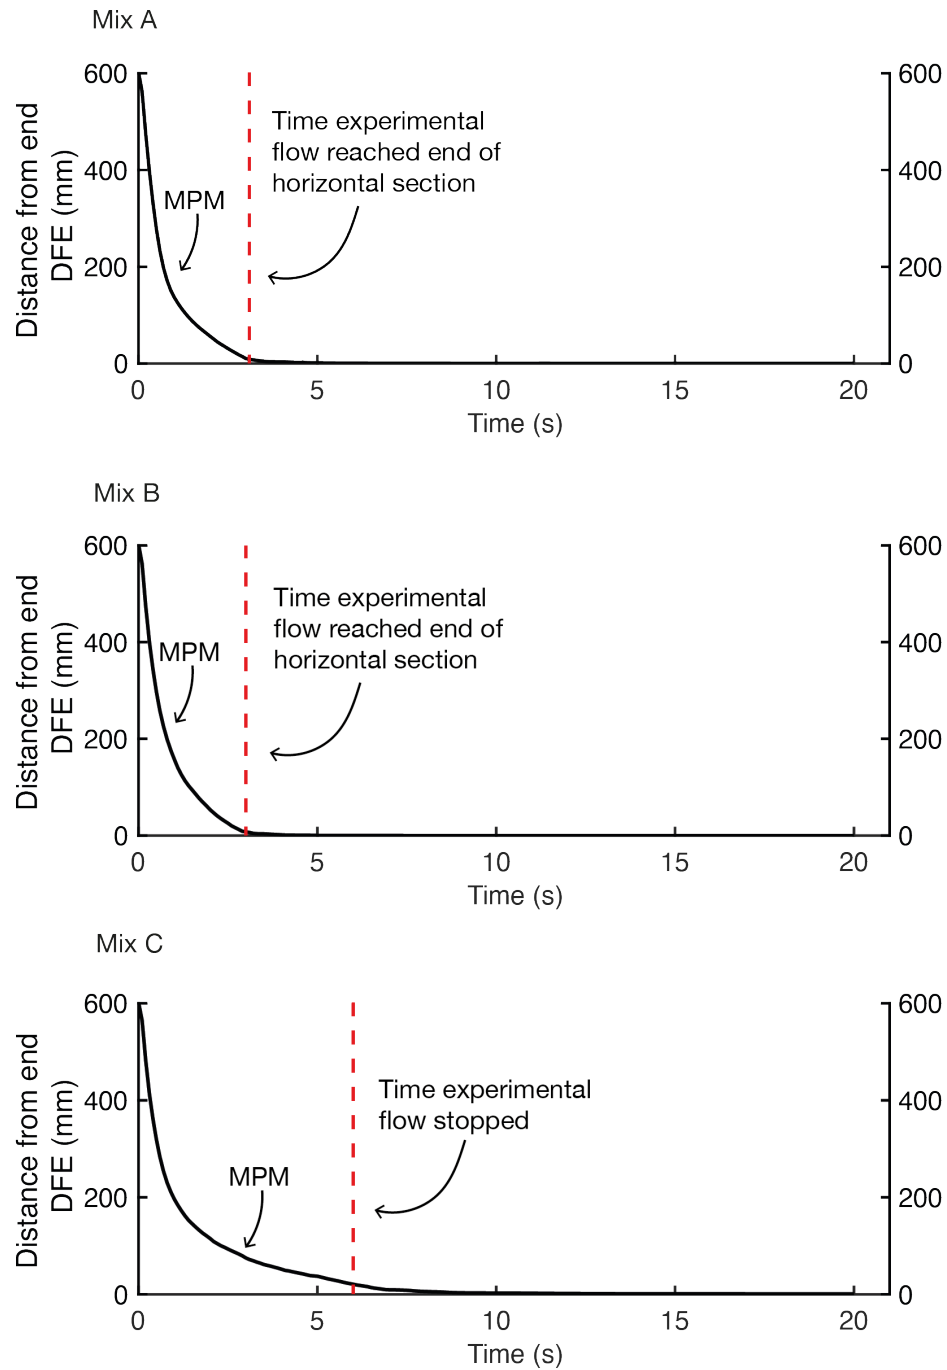 Mix A
600
400
200
0
600
400
200
0
Distance from end
DFE (mm)
MPM
Time experimental
flow reached end of
horizontal section
0 5 10 15 20
Time (s)
Mix B
600
400
200
0
600
400
200
0
Distance from end
DFE (mm)
MPM
Time experimental
flow reached end of
horizontal section
0 5 10 15 20
Time (s)
Mix C
600
400
200
0
600
400
200
0
Distance from end
DFE (mm)
MPM
Time experimental
flow stopped
0 5 10 15 20
Time (s)